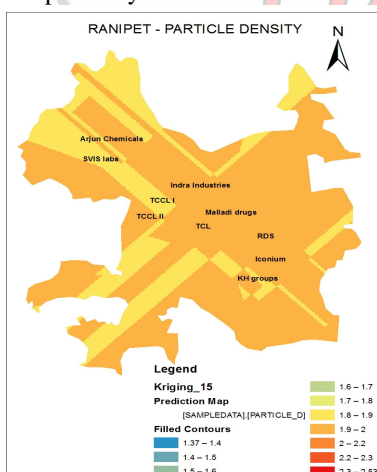 RANIPET - PARTICLE DENSITY
N
Arjun Chemicals
SVIS labs
Indra Industries
TCCL I
TCCL II
Malladi drugs
TCL
RDS
Iconium
KH groups
Legend
Kriging_15
Prediction Map
[SAMPLEDATA].[PARTICLE_D]
Filled Contours
1.37 – 1.4
1.4 – 1.5
1.5 – 1.6
1.6 – 1.7
1.7 – 1.8
1.8 – 1.9
1.9 – 2
2 – 2.2
2.2 – 2.3